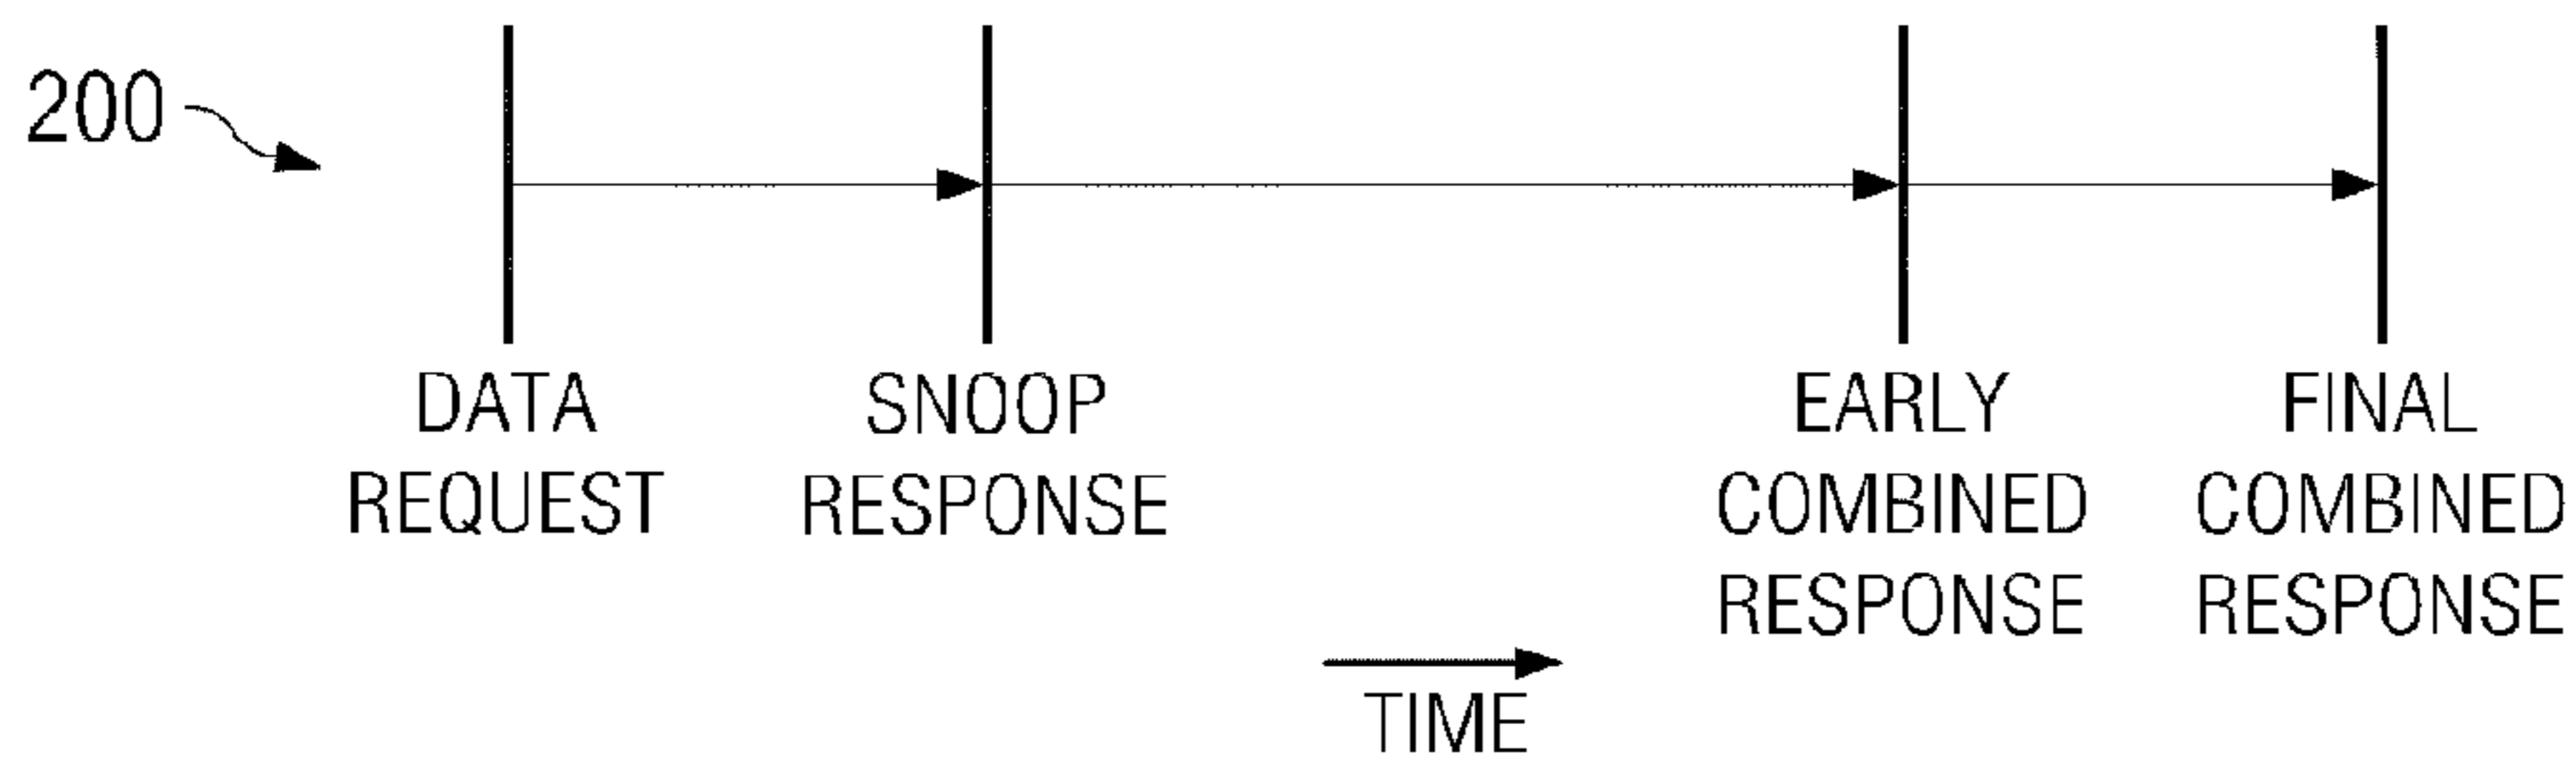 200
DATA
REQUEST
SNOOP
RESPONSE
EARLY
COMBINED
RESPONSE
FINAL
COMBINED
RESPONSE
TIME